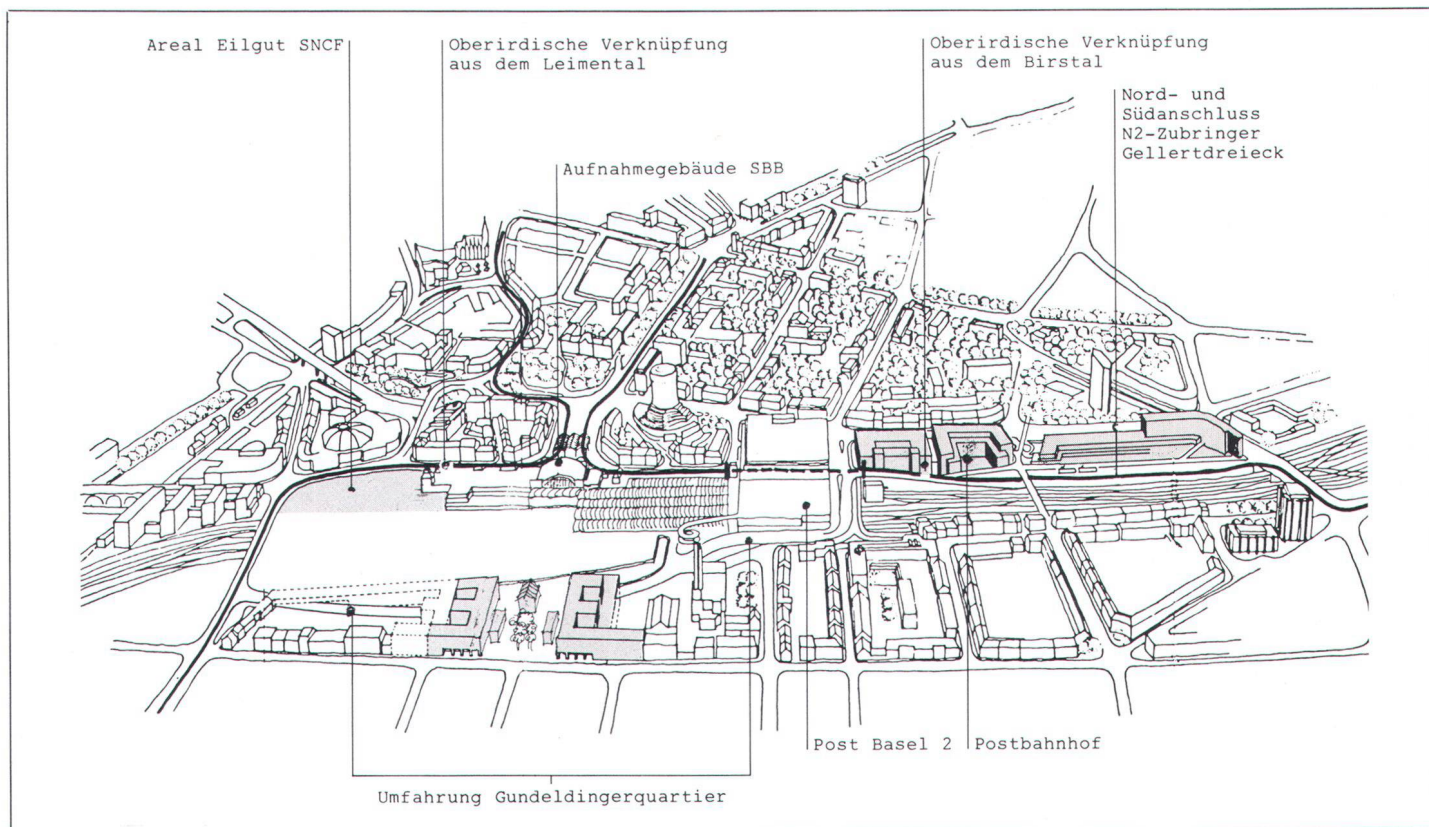 Areal Eilgut SNCF
Oberirdische Verknüpfung
aus dem Leimental
Oberirdische Verknüpfung
aus dem Birstal
Nord- und
Südanschluss
N2-Zubringer
Gellertdreieck
Aufnahmegebäude SBB
Post Basel 2
Postbahnhof
Umfahrung Gundeldingerquartier